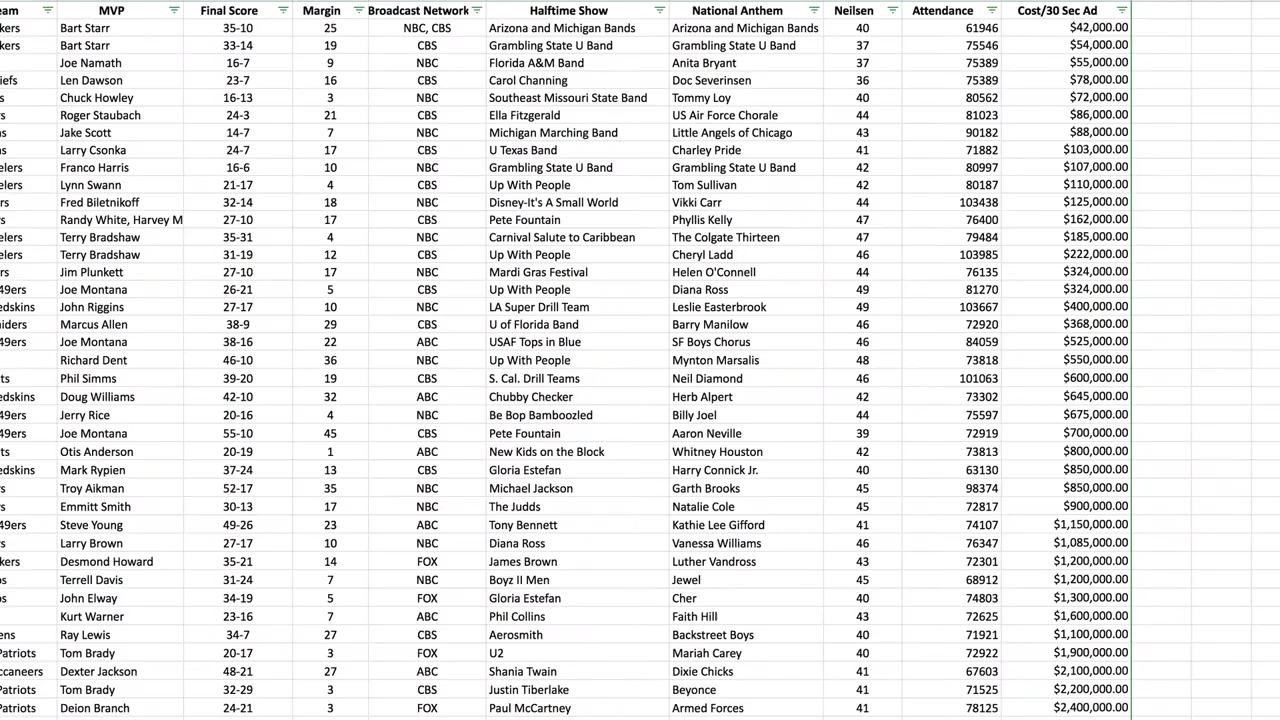 eam MVP Final Score Margin Broadcast Network Halftime Show National Anthem Neilsen Attendance Cost/30 Sec Ad
kers Bart Starr 35-10 25 NBC, CBS Arizona and Michigan Bands Arizona and Michigan Bands 40 61946 $42,000.00
kers Bart Starr 33-14 19 CBS Grambling State U Band Grambling State U Band 37 75546 $54,000.00
Joe Namath 16-7 9 NBC Florida A&M Band Anita Bryant 37 75389 $55,000.00
iefs Len Dawson 23-7 16 CBS Carol Channing Doc Severinsen 36 75389 $78,000.00
s Chuck Howley 16-13 3 NBC Southeast Missouri State Band Tommy Loy 40 80562 $72,000.00
s Roger Staubach 24-3 21 CBS Ella Fitzgerald US Air Force Chorale 44 81023 $86,000.00
s Jake Scott 14-7 7 NBC Michigan Marching Band Little Angels of Chicago 43 90182 $88,000.00
s Larry Csonka 24-7 17 CBS U Texas Band Charley Pride 41 71882 $103,000.00
elers Franco Harris 16-6 10 NBC Grambling State U Band Grambling State U Band 42 80997 $107,000.00
elers Lynn Swann 21-17 4 CBS Up With People Tom Sullivan 42 80187 $110,000.00
rs Fred Biletnikoff 32-14 18 NBC Disney-It's A Small World Vikki Carr 44 103438 $125,000.00
s Randy White, Harvey M 27-10 17 CBS Pete Fountain Phyllis Kelly 47 76400 $162,000.00
elers Terry Bradshaw 35-31 4 NBC Carnival Salute to Caribbean The Colgate Thirteen 47 79484 $185,000.00
elers Terry Bradshaw 31-19 12 CBS Up With People Cheryl Ladd 46 103985 $222,000.00
rs Jim Plunkett 27-10 17 NBC Mardi Gras Festival Helen O'Connell 44 76135 $324,000.00
49ers Joe Montana 26-21 5 CBS Up With People Diana Ross 49 81270 $324,000.00
edskins John Riggins 27-17 10 NBC LA Super Drill Team Leslie Easterbrook 49 103667 $400,000.00
aiders Marcus Allen 38-9 29 CBS U of Florida Band Barry Manilow 46 72920 $368,000.00
49ers Joe Montana 38-16 22 ABC USAF Tops in Blue SF Boys Chorus 46 84059 $525,000.00
Richard Dent 46-10 36 NBC Up With People Mynton Marsalis 48 73818 $550,000.00
ts Phil Simms 39-20 19 CBS S. Cal. Drill Teams Neil Diamond 46 101063 $600,000.00
edskins Doug Williams 42-10 32 ABC Chubby Checker Herb Alpert 42 73302 $645,000.00
49ers Jerry Rice 20-16 4 NBC Be Bop Bamboozled Billy Joel 44 75597 $675,000.00
49ers Joe Montana 55-10 45 CBS Pete Fountain Aaron Neville 39 72919 $700,000.00
ts Otis Anderson 20-19 1 ABC New Kids on the Block Whitney Houston 42 73813 $800,000.00
edskins Mark Rypien 37-24 13 CBS Gloria Estefan Harry Connick Jr. 40 63130 $850,000.00
s Troy Aikman 52-17 35 NBC Michael Jackson Garth Brooks 45 98374 $850,000.00
s Emmitt Smith 30-13 17 NBC The Judds Natalie Cole 45 72817 $900,000.00
49ers Steve Young 49-26 23 ABC Tony Bennett Kathie Lee Gifford 41 74107 $1,150,000.00
s Larry Brown 27-17 10 NBC Diana Ross Vanessa Williams 46 76347 $1,085,000.00
kers Desmond Howard 35-21 14 FOX James Brown Luther Vandross 43 72301 $1,200,000.00
os Terrell Davis 31-24 7 NBC Boyz II Men Jewel 45 68912 $1,200,000.00
os John Elway 34-19 5 FOX Gloria Estefan Cher 40 74803 $1,300,000.00
Kurt Warner 23-16 7 ABC Phil Collins Faith Hill 43 72625 $1,600,000.00
ens Ray Lewis 34-7 27 CBS Aerosmith Backstreet Boys 40 71921 $1,100,000.00
Patriots Tom Brady 20-17 3 FOX U2 Mariah Carey 40 72922 $1,900,000.00
ccaneers Dexter Jackson 48-21 27 ABC Shania Twain Dixie Chicks 41 67603 $2,100,000.00
Patriots Tom Brady 32-29 3 CBS Justin Tiberlake Beyonce 41 71525 $2,200,000.00
Patriots Deion Branch 24-21 3 FOX Paul McCartney Armed Forces 41 78125 $2,400,000.00